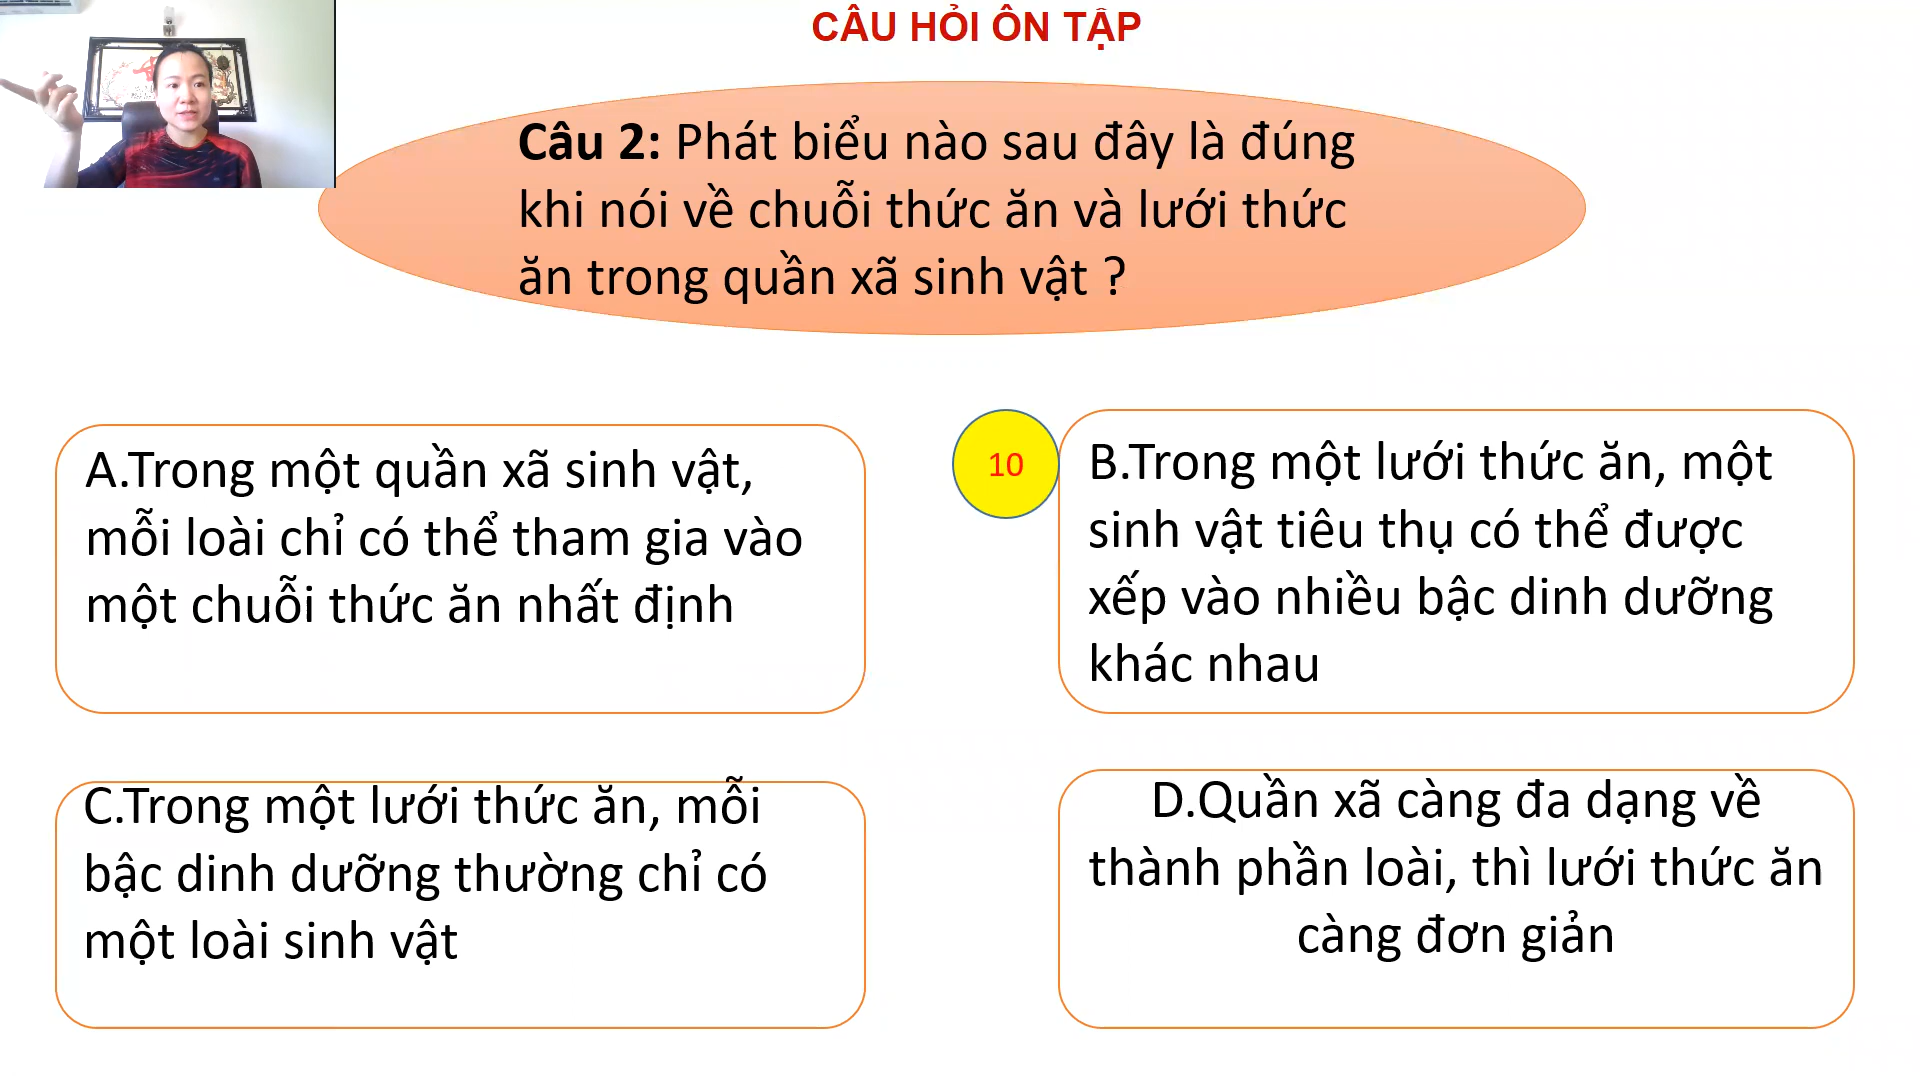 CÂU HỎI ÔN TẬP
Câu 2: Phát biểu nào sau đây là đúng
khi nói về chuỗi thức ăn và lưới thức
ăn trong quần xã sinh vật ?
A.Trong một quần xã sinh vật,
mỗi loài chỉ có thể tham gia vào
một chuỗi thức ăn nhất định
10
B.Trong một lưới thức ăn, một
sinh vật tiêu thụ có thể được
xếp vào nhiều bậc dinh dưỡng
khác nhau
C.Trong một lưới thức ăn, mỗi
bậc dinh dưỡng thường chỉ có
một loài sinh vật
D.Quần xã càng đa dạng về
thành phần loài, thì lưới thức ăn
càng đơn giản